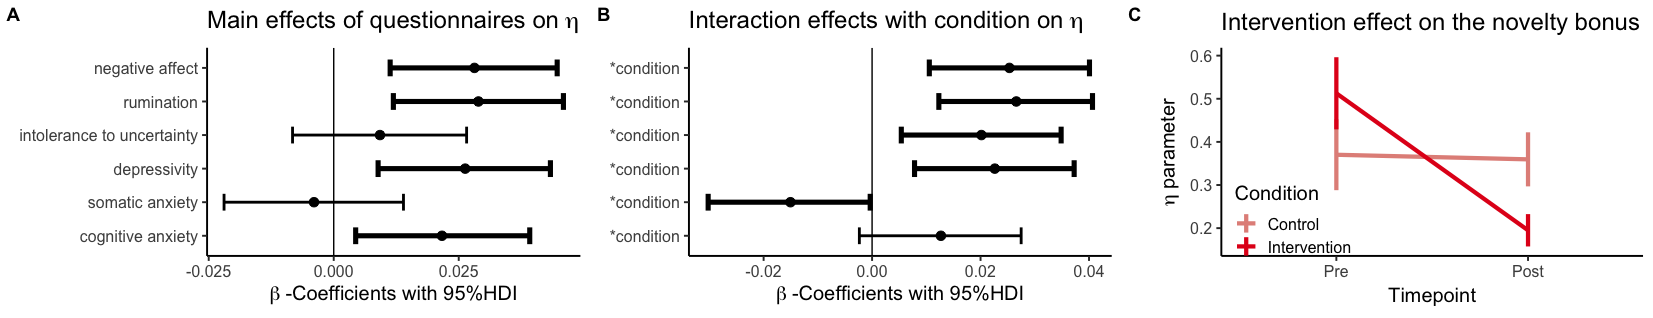 A
Main effects of questionnaires on η
negative affect
rumination
intolerance to uncertainty
depressivity
somatic anxiety
cognitive anxiety
-0.025 0.000 0.025
β -Coefficients with 95%HDI
B
Interaction effects with condition on η
*condition
*condition
*condition
*condition
*condition
*condition
-0.02 0.00 0.02 0.04
β -Coefficients with 95%HDI
C
Intervention effect on the novelty bonus
η parameter
0.6
0.5
0.4
0.3
0.2
Condition
Control
Intervention
Pre Post
Timepoint